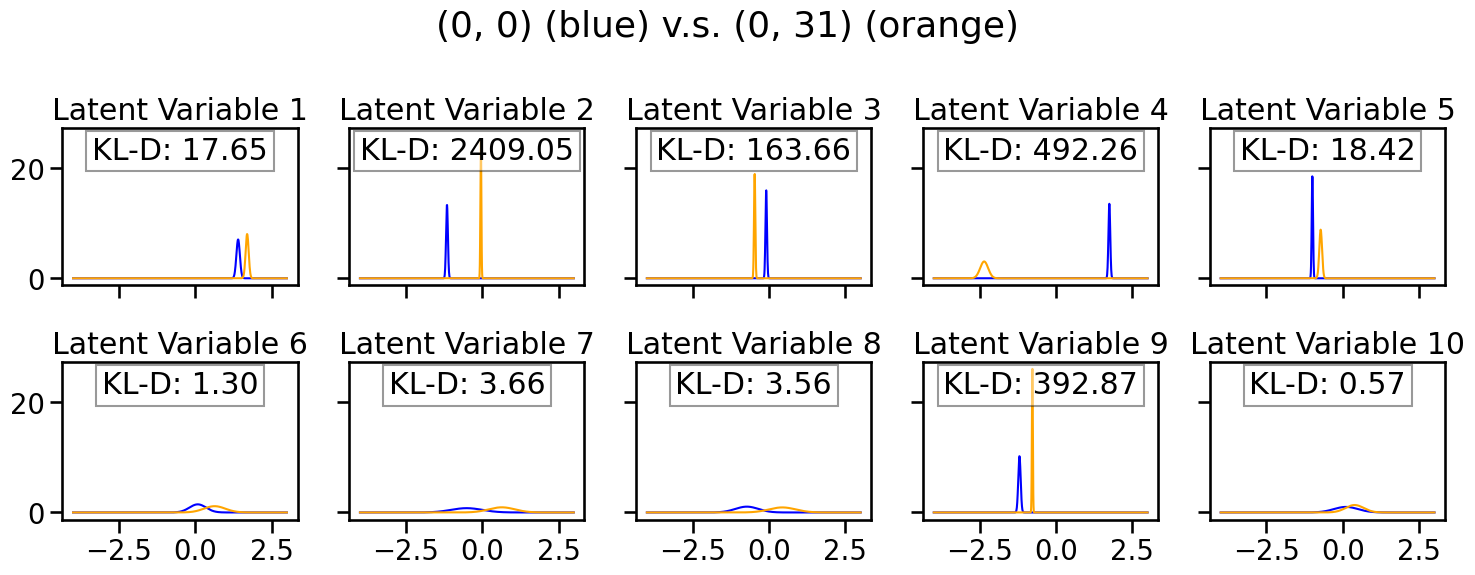 (0, 0) (blue) v.s. (0, 31) (orange)
Latent Variable 1 Latent Variable 2 Latent Variable 3 Latent Variable 4 Latent Variable 5
KL-D: 17.65 KL-D: 2409.05 KL-D: 163.66 KL-D: 492.26 KL-D: 18.42
20
0
−2.5 0.0 2.5 −2.5 0.0 2.5 −2.5 0.0 2.5 −2.5 0.0 2.5 −2.5 0.0 2.5
Latent Variable 6 Latent Variable 7 Latent Variable 8 Latent Variable 9 Latent Variable 10
KL-D: 1.30 KL-D: 3.66 KL-D: 3.56 KL-D: 392.87 KL-D: 0.57
20
0